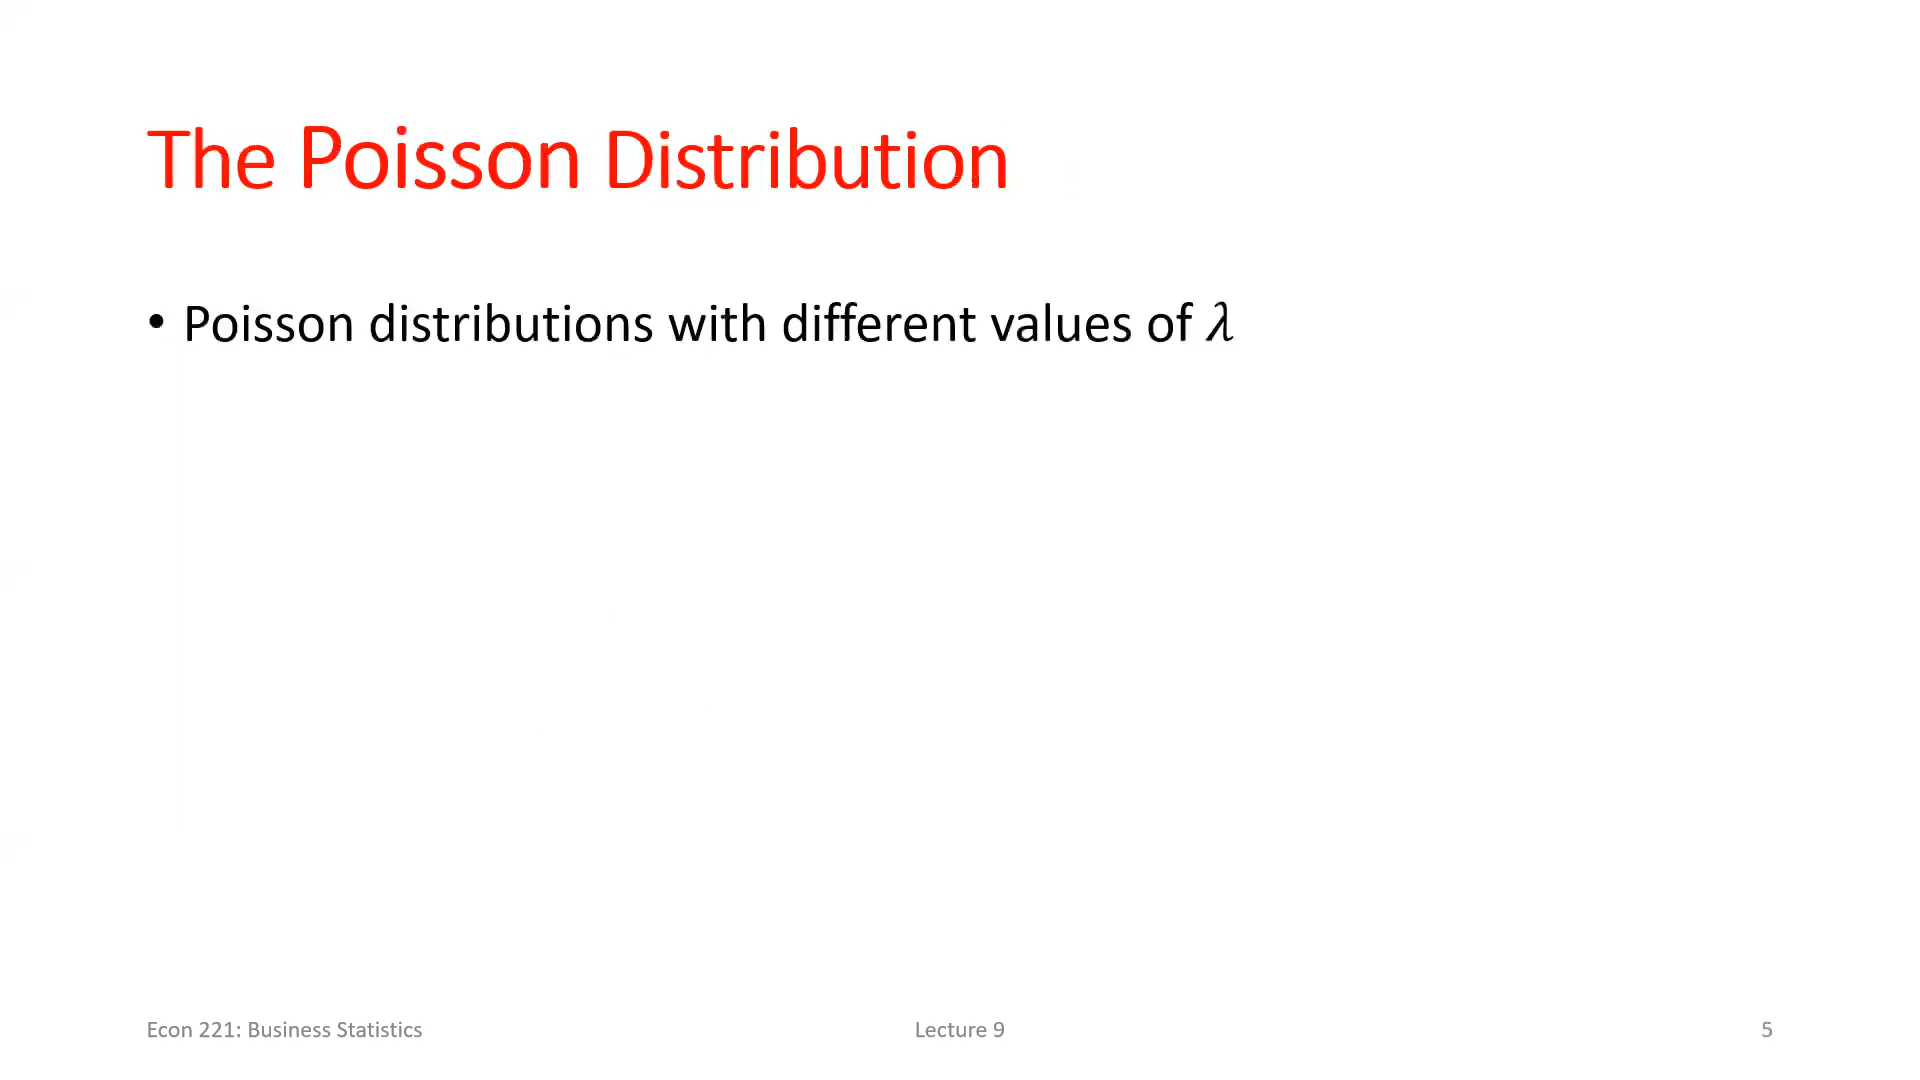 The Poisson Distribution
• Poisson distributions with different values of 𝜆
Econ 221: Business Statistics
Lecture 9
5